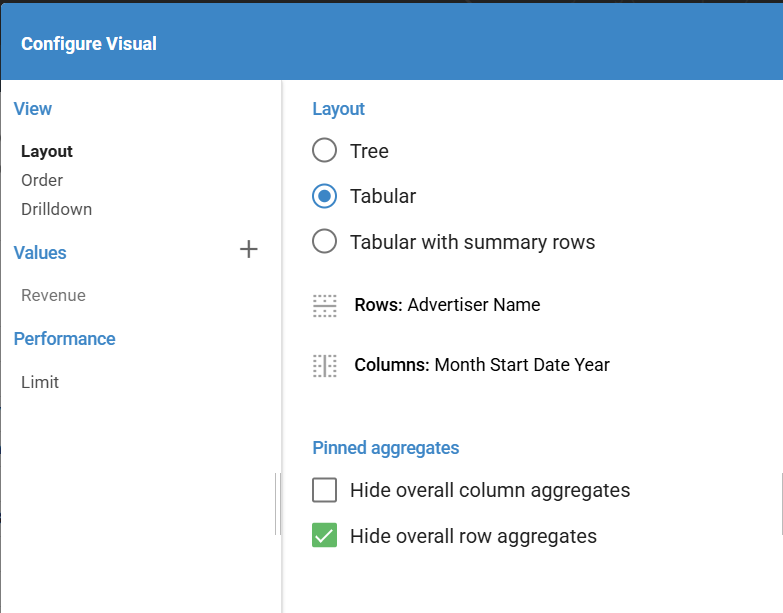 Configure Visual
View
Layout
Order
Drilldown
Values
Revenue
Performance
Limit
Layout
Tree
Tabular
Tabular with summary rows
Rows: Advertiser Name
Columns: Month Start Date Year
Pinned aggregates
Hide overall column aggregates
Hide overall row aggregates